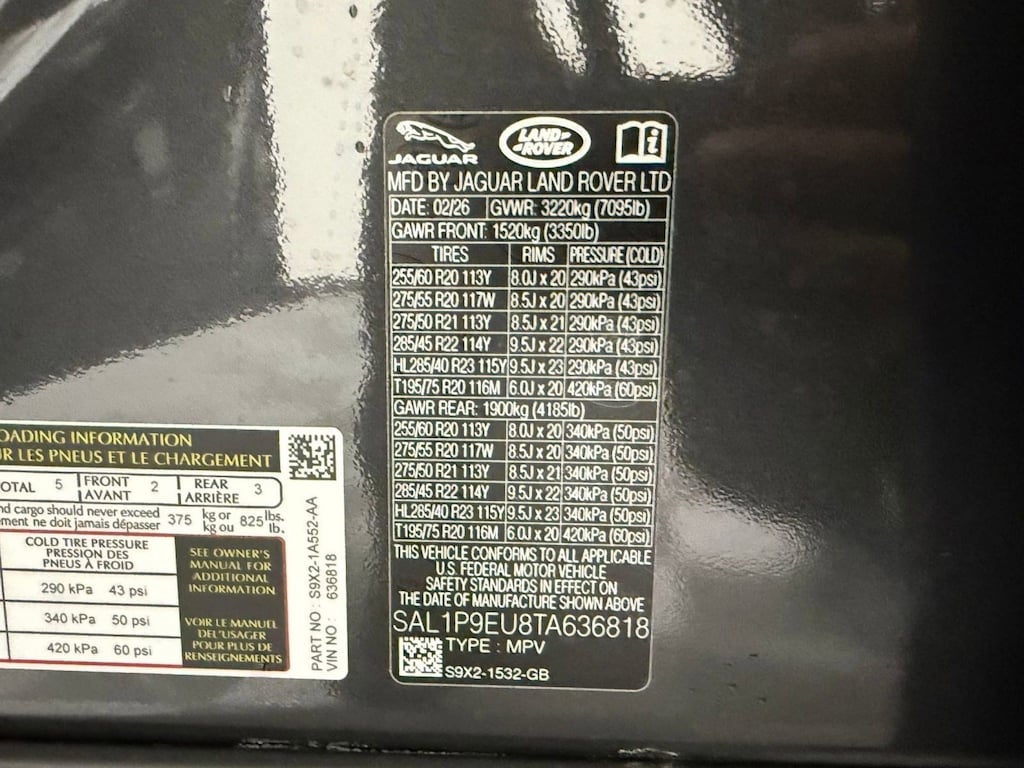 JAGUAR
LAND-
-ROVER
MFD BY JAGUAR LAND ROVER LTD
DATE: 02/26 GVWR: 3220kg (7095lb)
GAWR FRONT: 1520kg (3350lb)
TIRES RIMS PRESSURE (COLD)
255/60 R20 113Y 8.0J x 20 290kPa (43psi)
275/55 R20 117W 8.5J x 20 290kPa (43psi)
275/50 R21 113Y 8.5J x 21 290kPa (43psi)
285/45 R22 114Y 9.5J x 22 290kPa (43psi)
HL285/40 R23 115Y 9.5J x 23 290kPa (43psi)
T195/75 R20 116M 6.0J x 20 420kPa (60psi)
GAWR REAR: 1900kg (4185lb)
255/60 R20 113Y 8.0J x 20 340kPa (50psi)
275/55 R20 117W 8.5J x 20 340kPa (50psi)
275/50 R21 113Y 8.5J x 21 340kPa (50psi)
285/45 R22 114Y 9.5J x 22 340kPa (50psi)
HL285/40 R23 115Y 9.5J x 23 340kPa (50psi)
T195/75 R20 116M 6.0J x 20 420kPa (60psi)
THIS VEHICLE CONFORMS TO ALL APPLICABLE
U.S. FEDERAL MOTOR VEHICLE
SAFETY STANDARDS IN EFFECT ON
THE DATE OF MANUFACTURE SHOWN ABOVE
SAL1P9EU8TA636818
TYPE : MPV
S9X2-1532-GB
OADING INFORMATION
UR LES PNEUS ET LE CHARGEMENT
OTAL 5 FRONT 2 REAR 3
AVANT ARRIÈRE
nd cargo should never exceed 375 kg or 825 lbs.
ment ne doit jamais dépasser kg ou lb.
COLD TIRE PRESSURE
PRESSION DES
PNEUS À FROID
290 kPa 43 psi
340 kPa 50 psi
420 kPa 60 psi
SEE OWNER'S
MANUAL FOR
ADDITIONAL
INFORMATION
VOIR LE MANUEL
DE L'USAGER
POUR PLUS DE
RENSEIGNEMENTS
PART NO : S9X2-1A552-AA
VIN NO : 636818